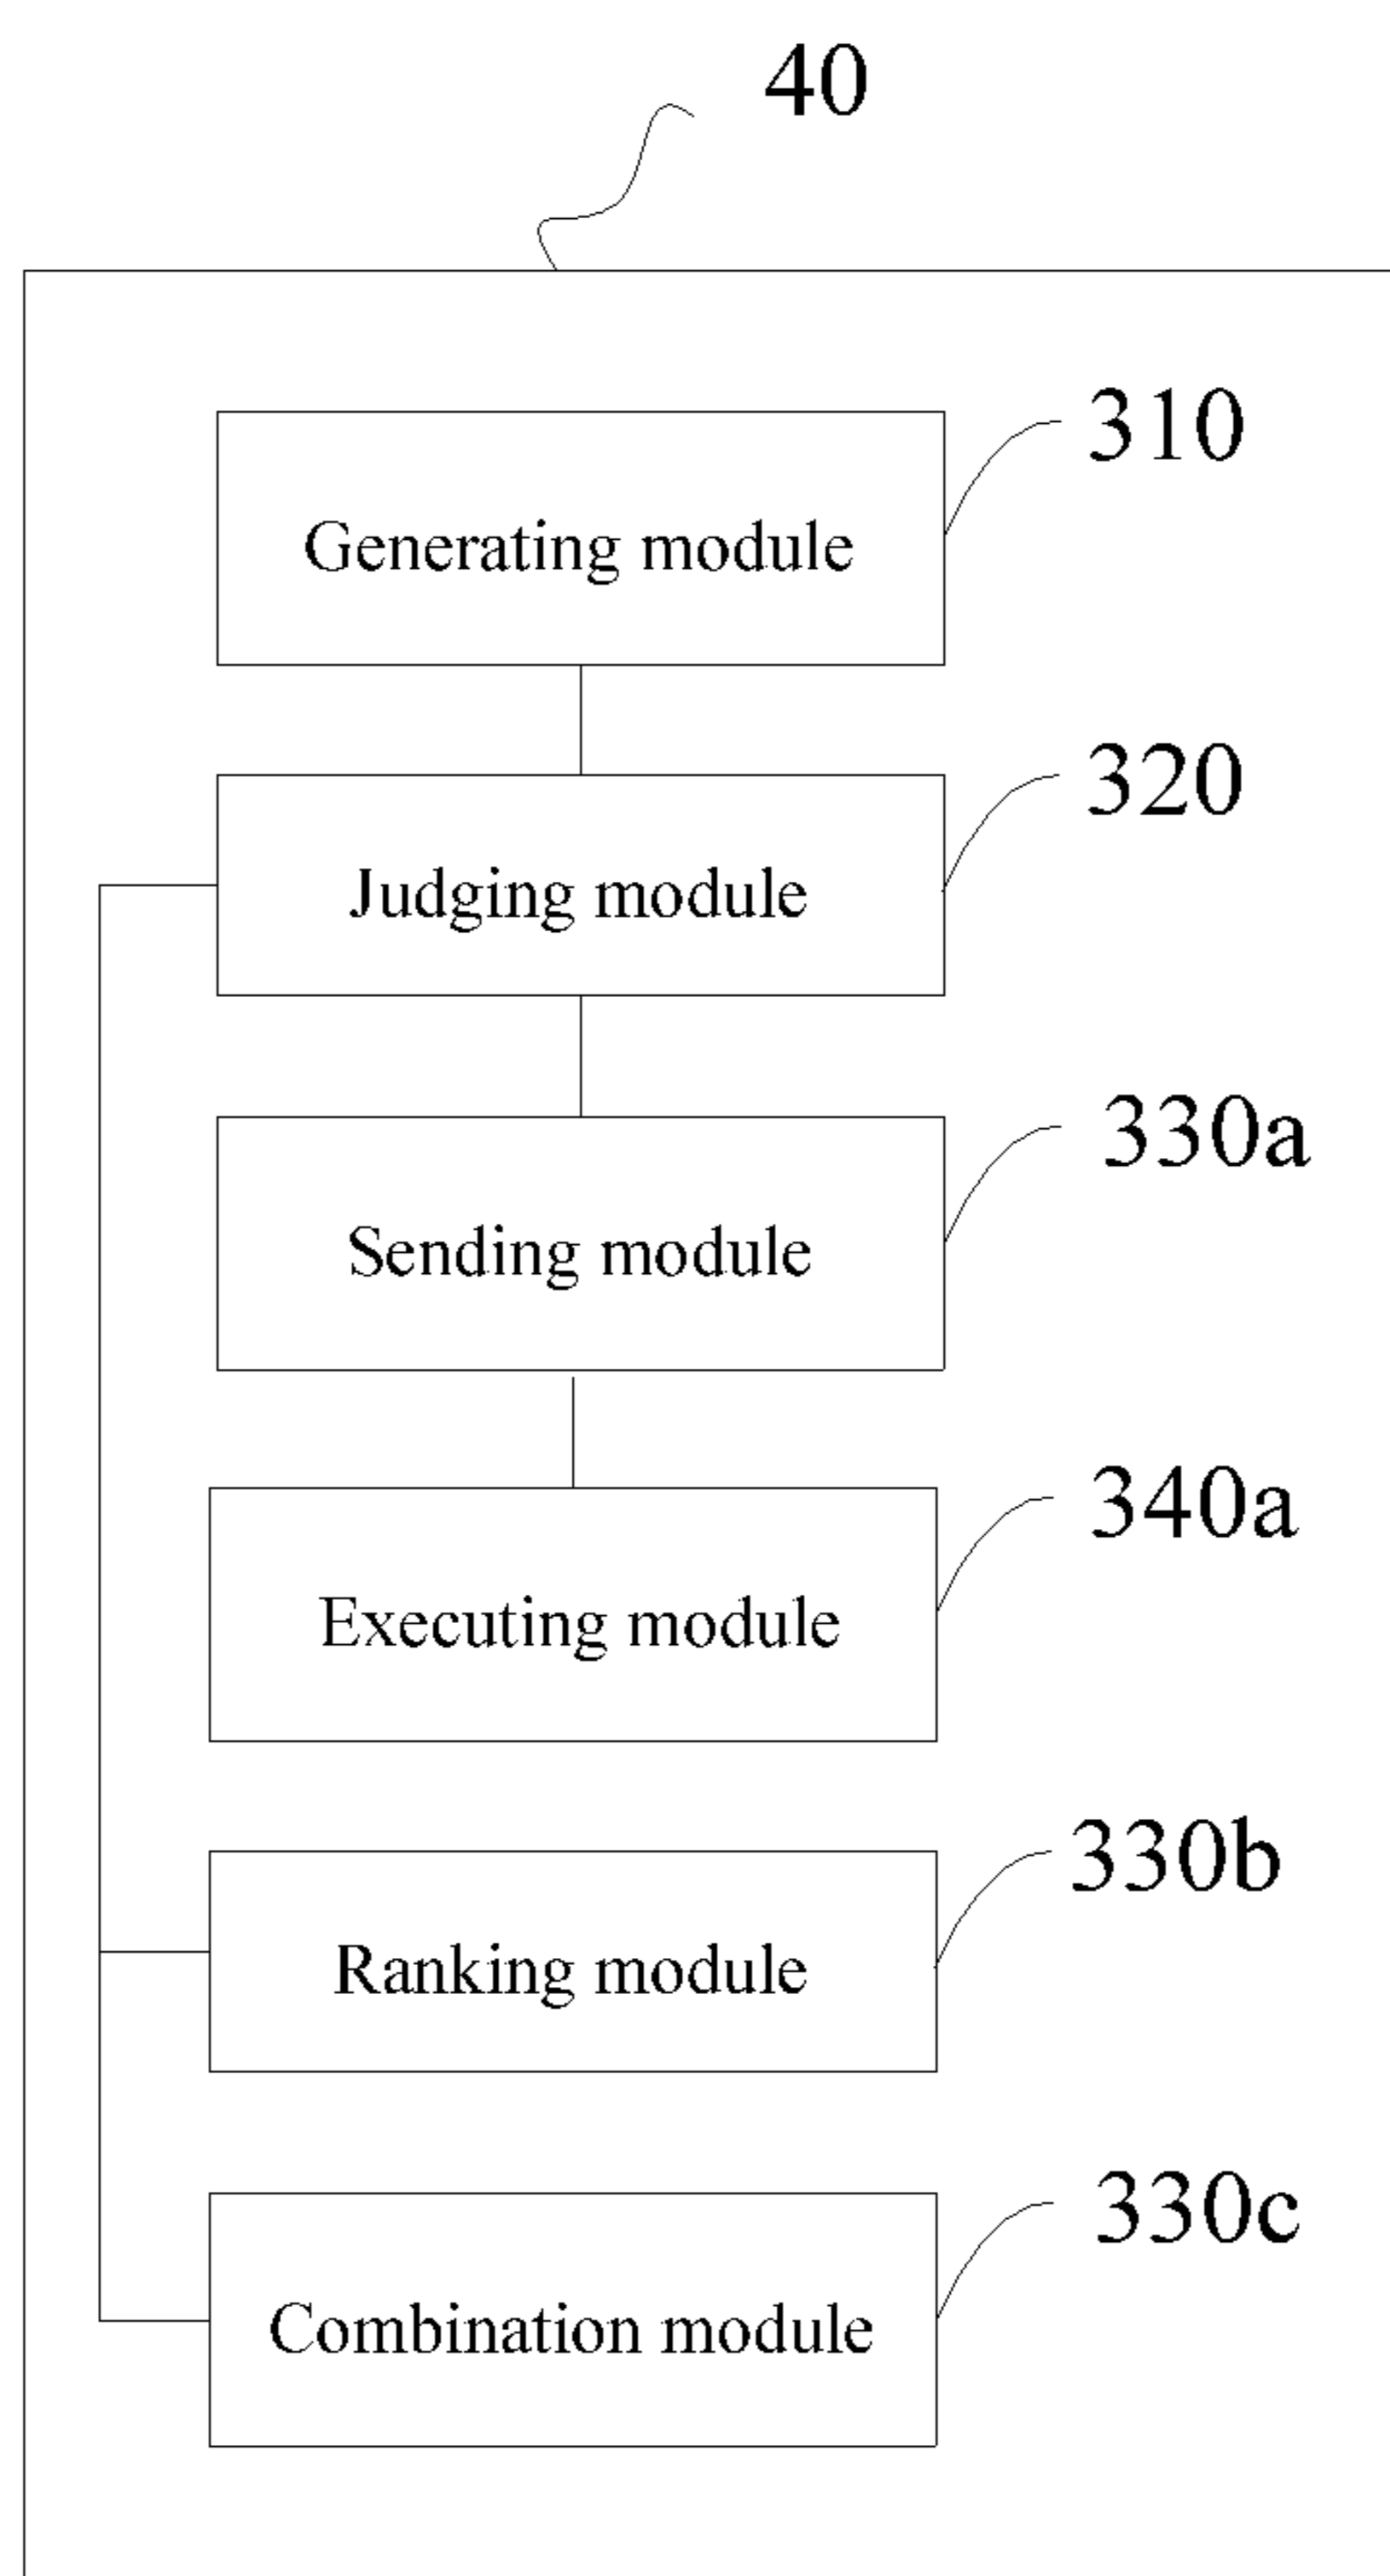 40
310
Generating module
320
Judging module
330a
Sending module
340a
Executing module
330b
Ranking module
330c
Combination module